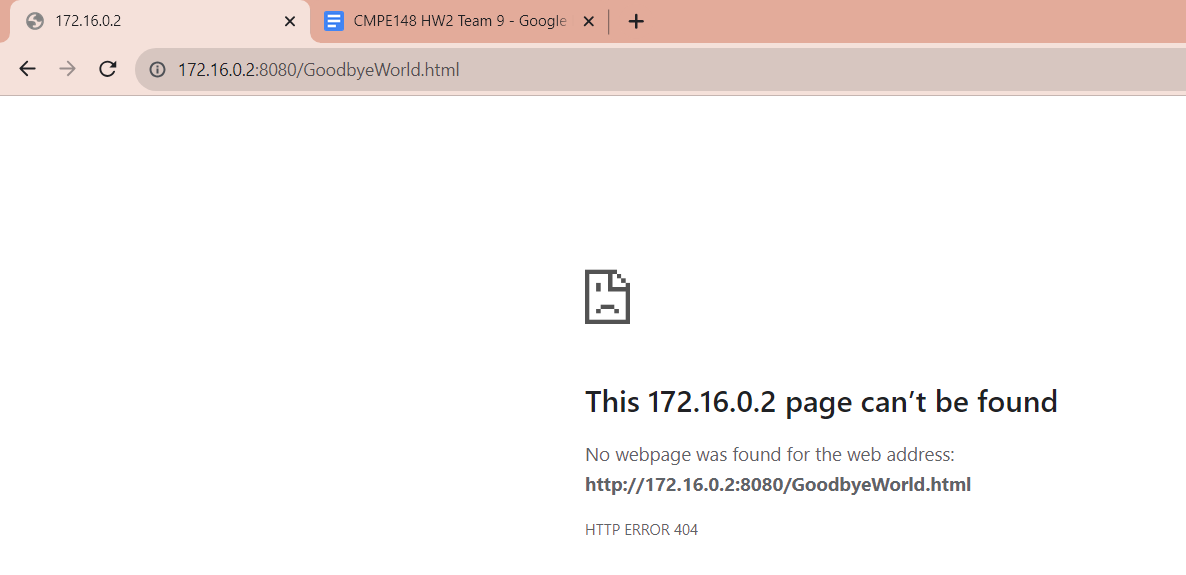 172.16.0.2
CMPE148 HW2 Team 9 - Google
172.16.0.2:8080/GoodbyeWorld.html
This 172.16.0.2 page can’t be found
No webpage was found for the web address:
http://172.16.0.2:8080/GoodbyeWorld.html
HTTP ERROR 404